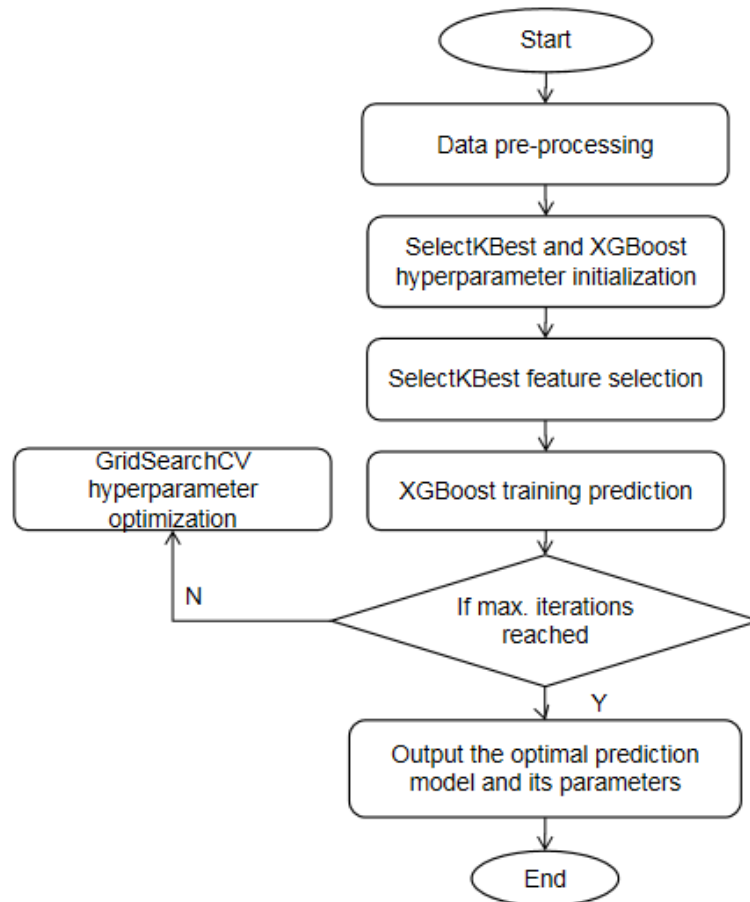 Start
Data pre-processing
SelectKBest and XGBoost
hyperparameter initialization
SelectKBest feature selection
GridSearchCV
hyperparameter
optimization
XGBoost training prediction
N
If max. iterations
reached
Y
Output the optimal prediction
model and its parameters
End